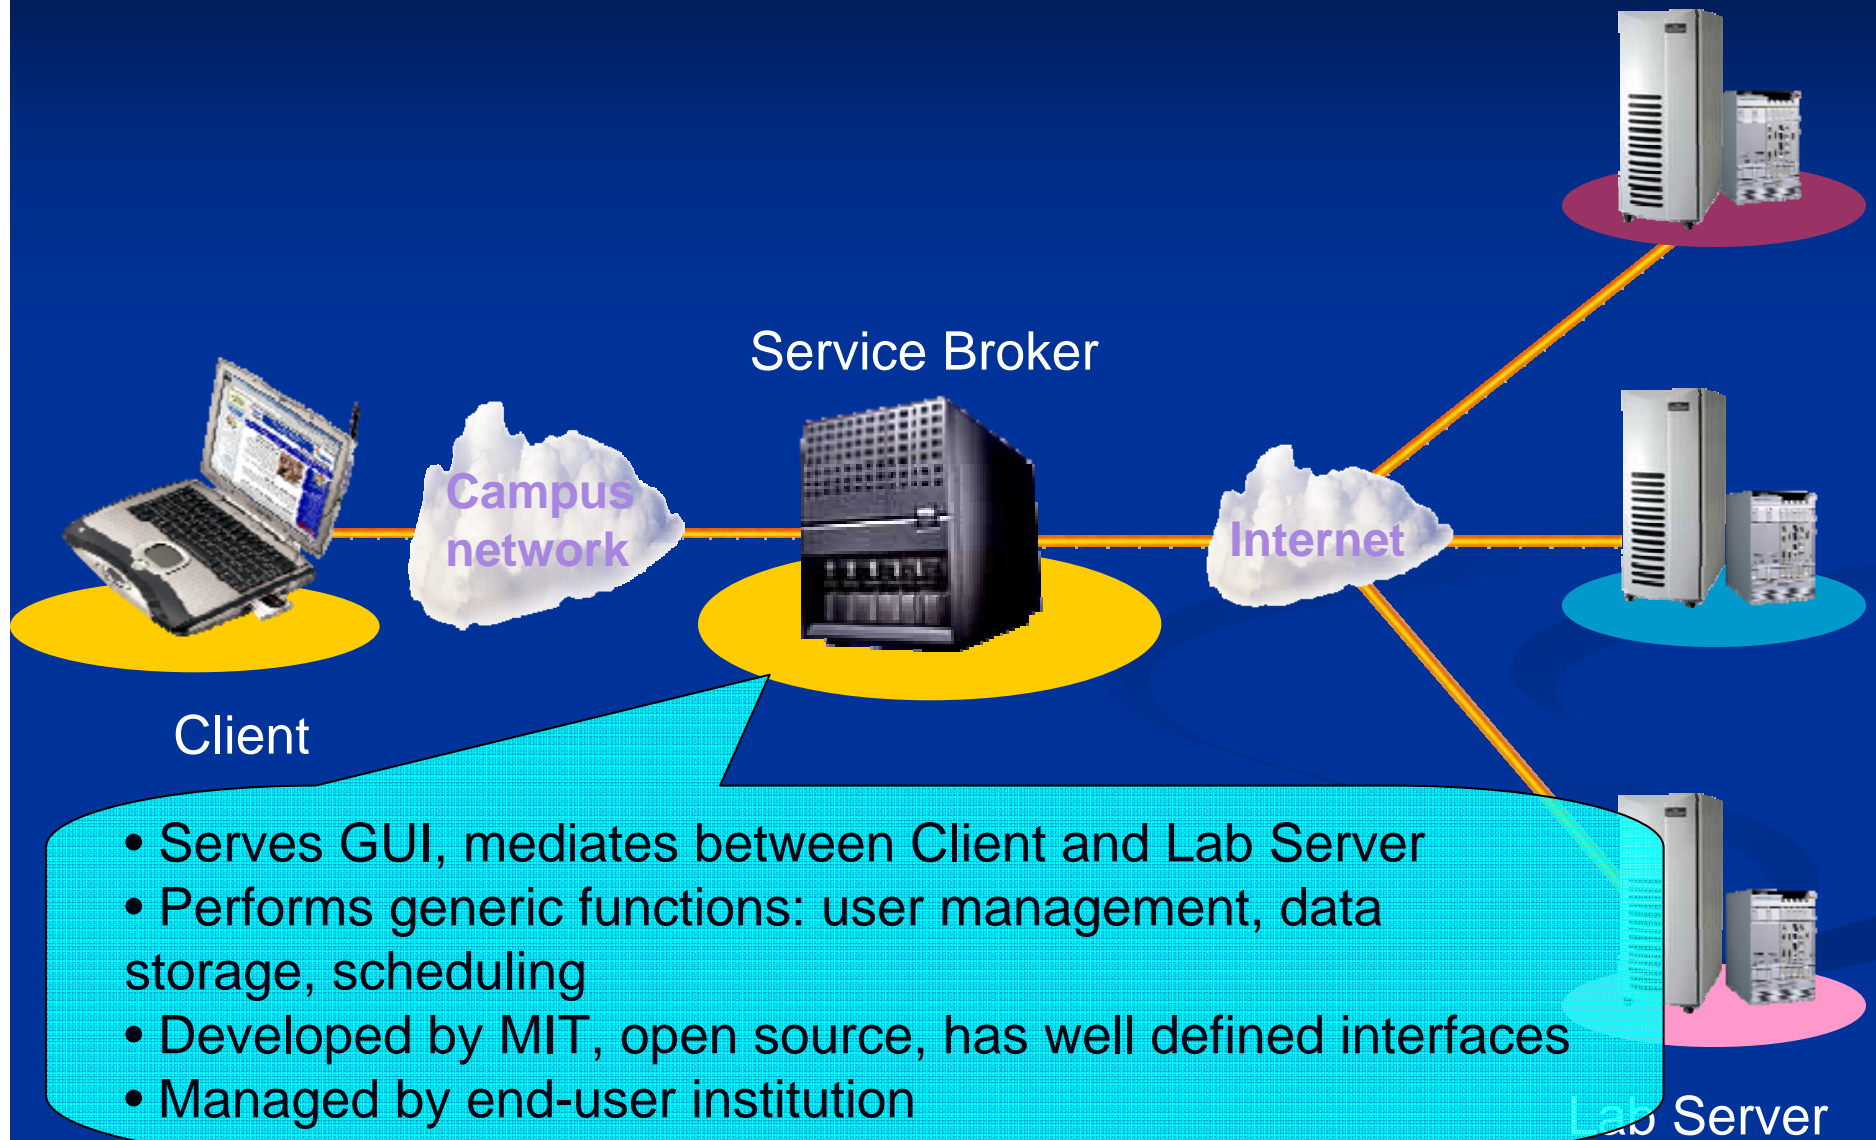 Service Broker
Campus
network
Internet
Client
• Serves GUI, mediates between Client and Lab Server
• Performs generic functions: user management, data
storage, scheduling
• Developed by MIT, open source, has well defined interfaces
• Managed by end-user institution
Lab Server